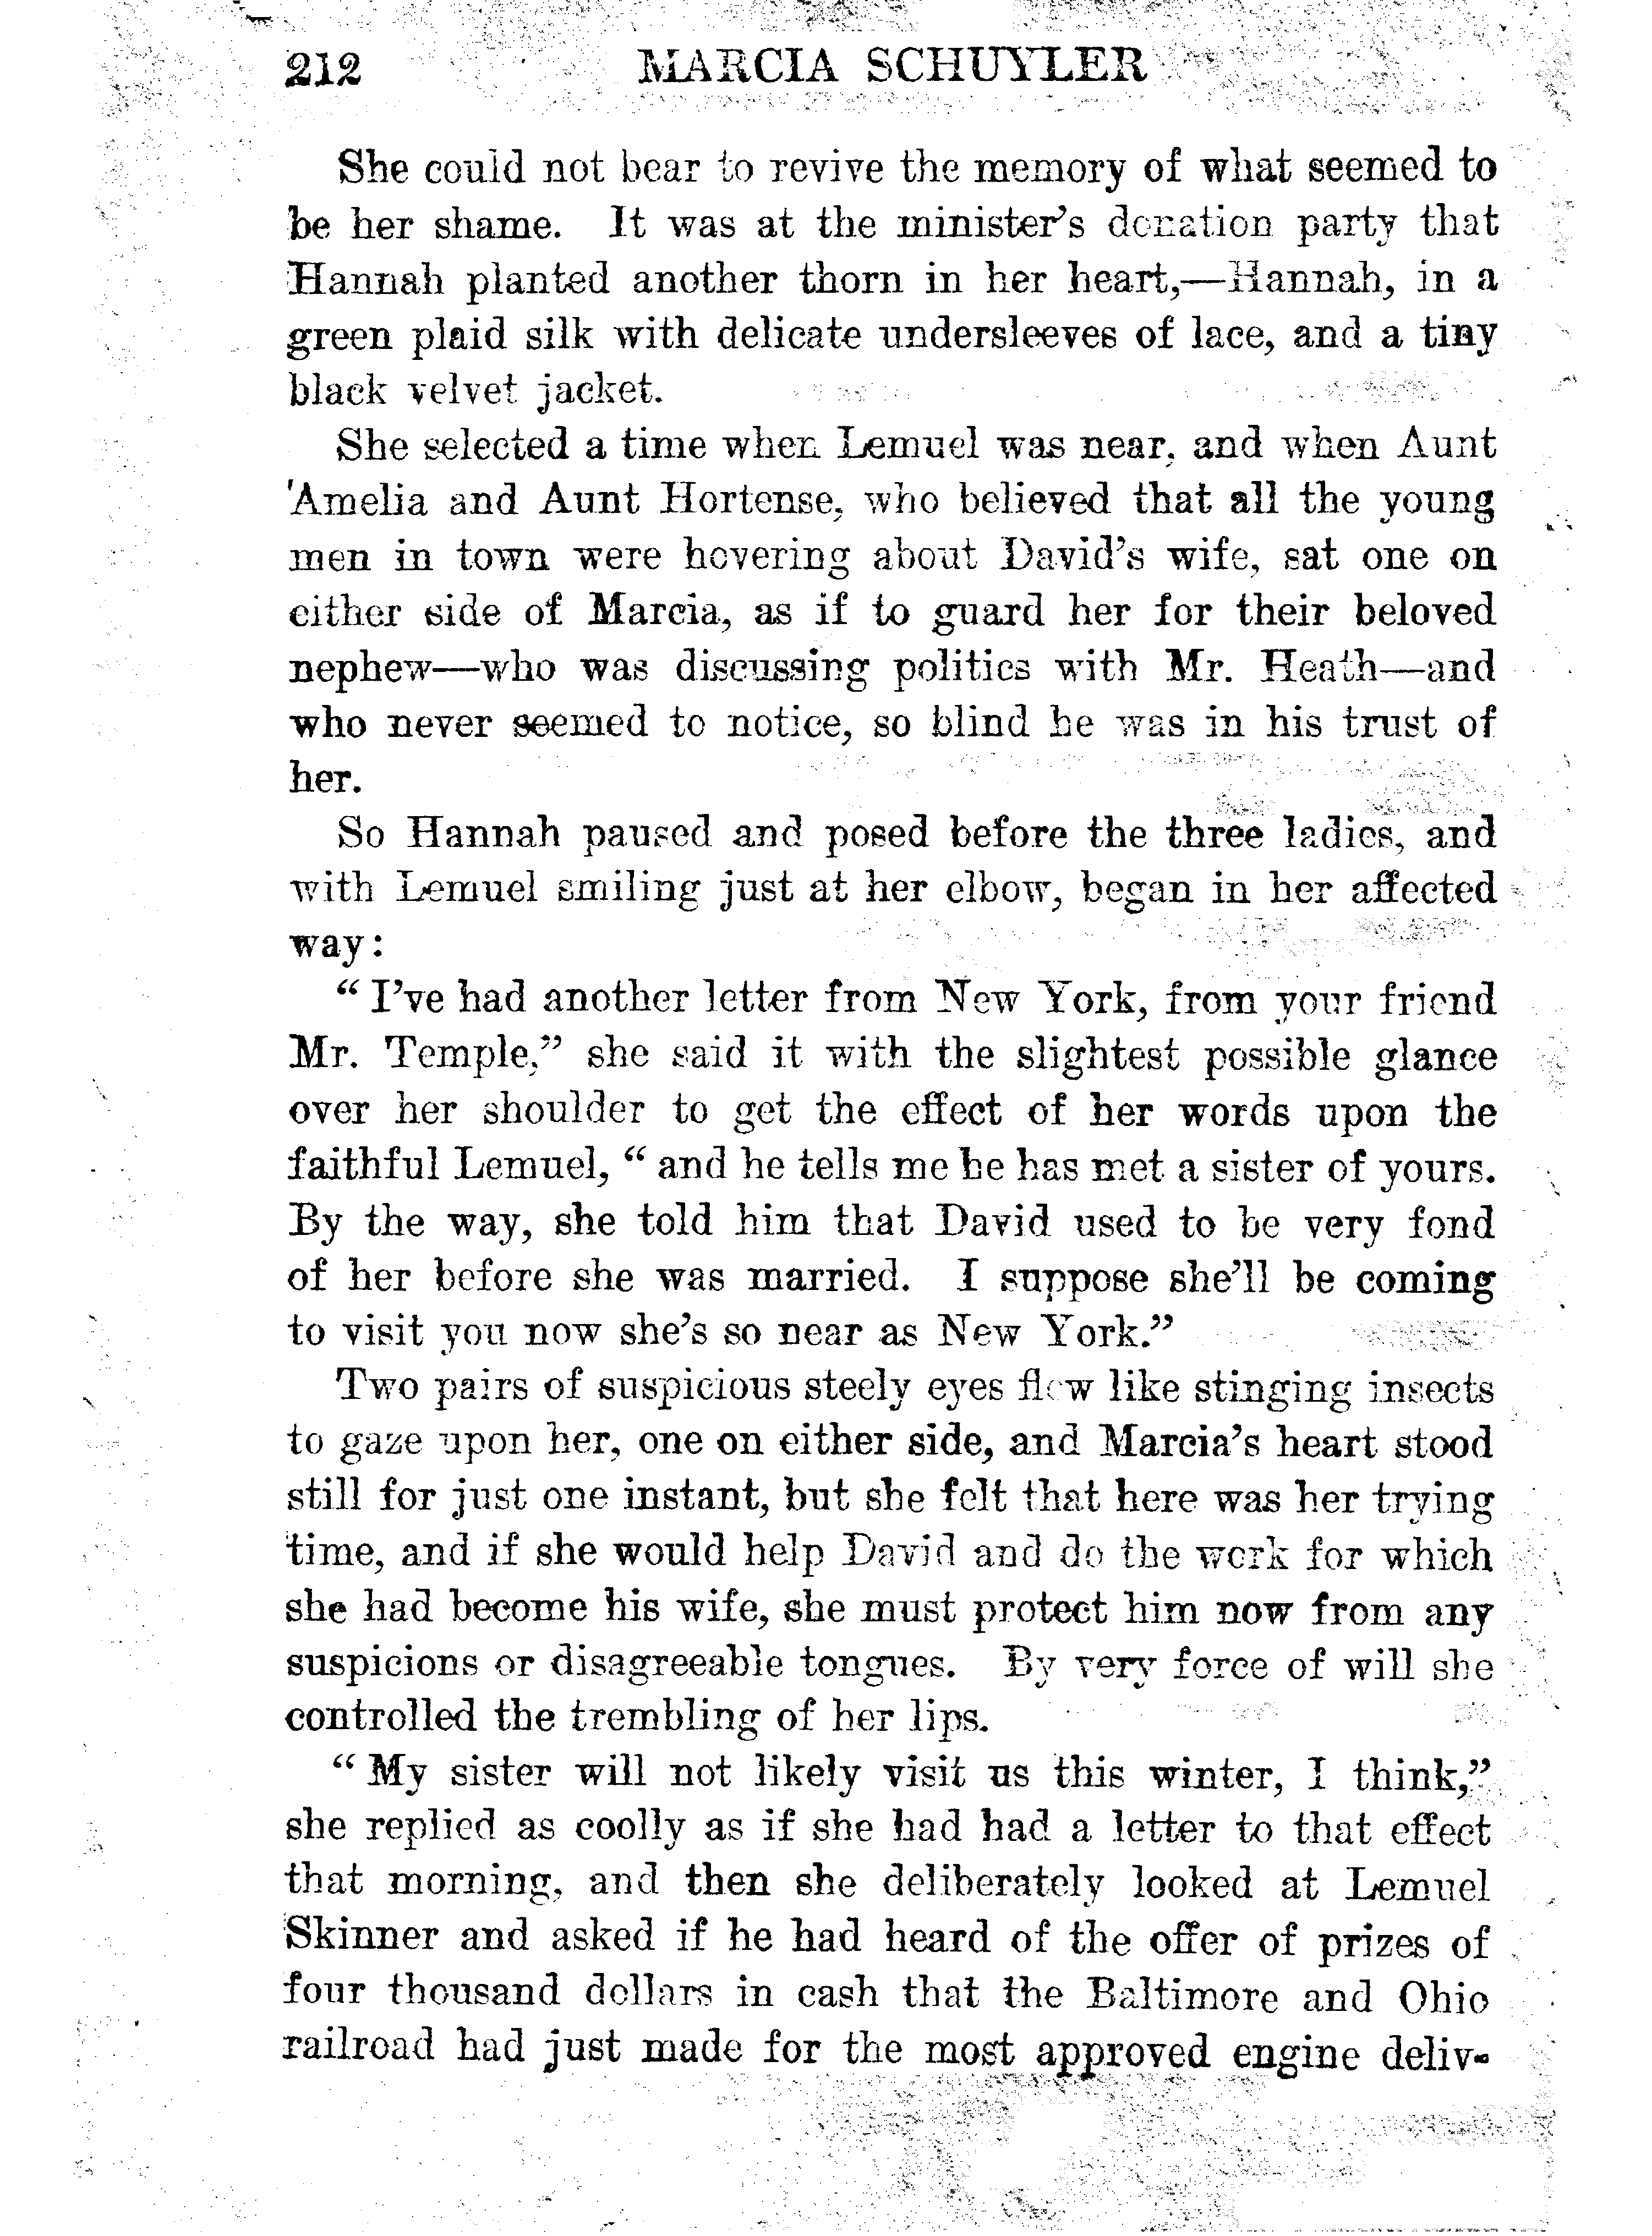 212 MARCIA SCHUYLER
She could not bear to revive the memory of what seemed to
be her shame. It was at the minister's donation party that
Hannah planted another thorn in her heart,—Hannah, in a
green plaid silk with delicate undersleeves of lace, and a tiny
black velvet jacket.
She selected a time when Lemuel was near, and when Aunt
Amelia and Aunt Hortense, who believed that all the young
men in town were hovering about David's wife, sat one on
either side of Marcia, as if to guard her for their beloved
nephew—who was discussing politics with Mr. Heath—and
who never seemed to notice, so blind he was in his trust of
her.
So Hannah paused and posed before the three ladies, and
with Lemuel smiling just at her elbow, began in her affected
way:
“ I've had another letter from New York, from your friend
Mr. Temple,” she said it with the slightest possible glance
over her shoulder to get the effect of her words upon the
faithful Lemuel, “ and he tells me he has met a sister of yours.
By the way, she told him that David used to be very fond
of her before she was married. I suppose she'll be coming
to visit you now she's so near as New York.”
Two pairs of suspicious steely eyes flew like stinging insects
to gaze upon her, one on either side, and Marcia's heart stood
still for just one instant, but she felt that here was her trying
time, and if she would help David and do the work for which
she had become his wife, she must protect him now from any
suspicions or disagreeable tongues. By very force of will she
controlled the trembling of her lips.
“ My sister will not likely visit us this winter, I think,”
she replied as coolly as if she had had a letter to that effect
that morning, and then she deliberately looked at Lemuel
Skinner and asked if he had heard of the offer of prizes of
four thousand dollars in cash that the Baltimore and Ohio
railroad had just made for the most approved engine deliv-